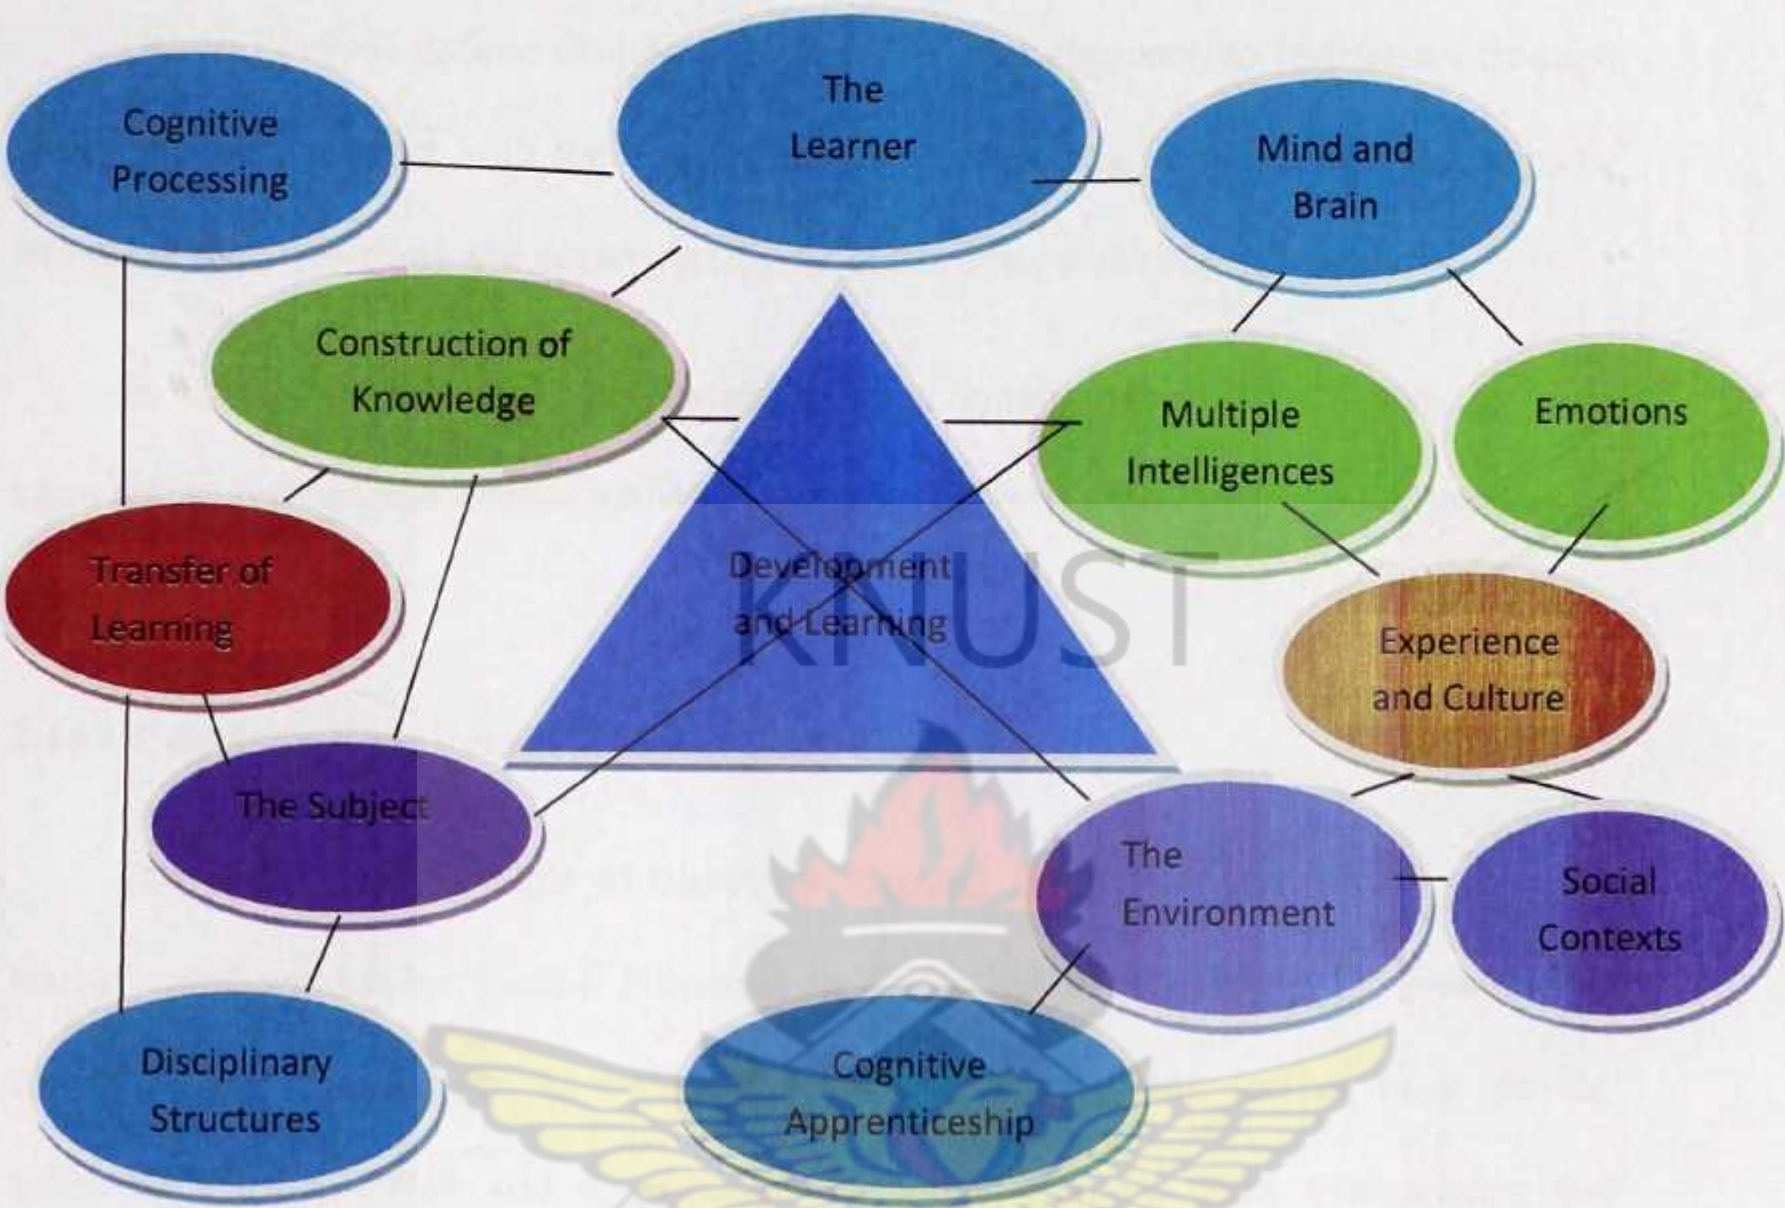 The
Learner
Cognitive
Processing
Mind and
Brain
Construction of
Knowledge
Multiple
Intelligences
Emotions
Transfer of
Learning
Development
and Learning
KNUST
Experience
and Culture
The Subject
The
Environment
Social
Contexts
Disciplinary
Structures
Cognitive
Apprenticeship